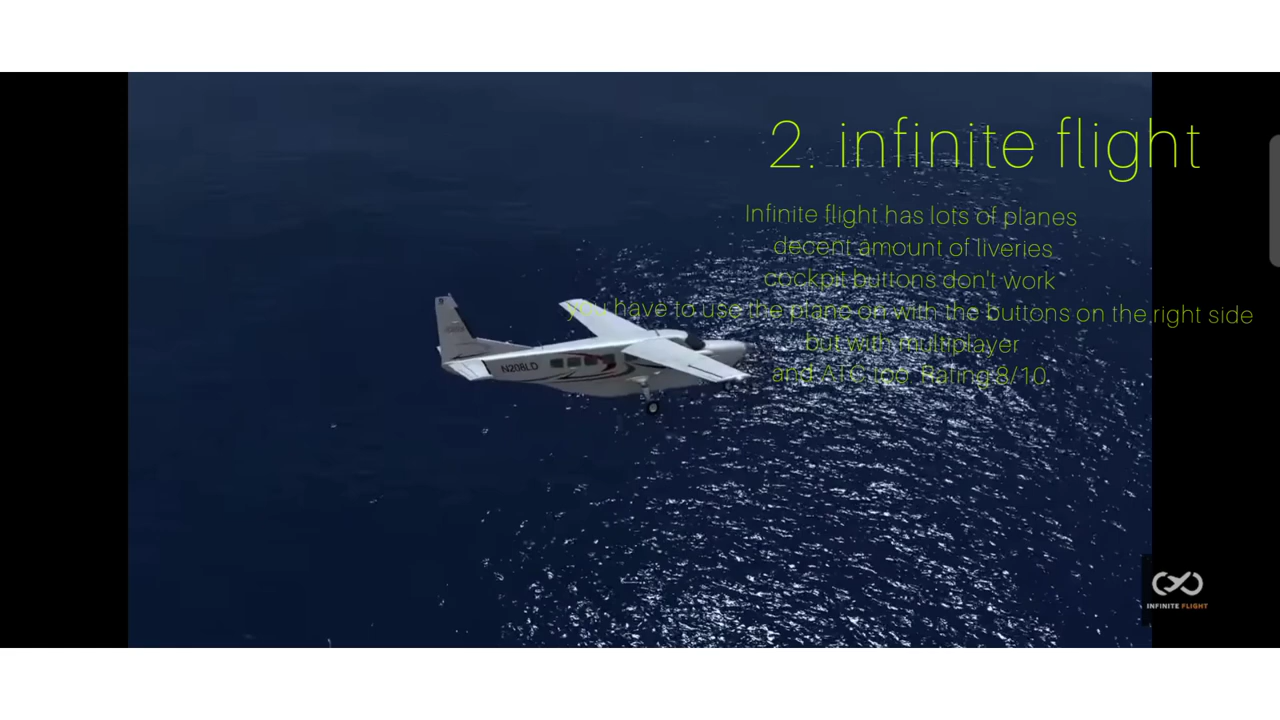 2. infinite flight
Infinite flight has lots of planes
decent amount of liveries
cockpit buttons don't work
you have to use the plane on with the buttons on the right side
but with multiplayer
and ATC too Rating 8/10
N208LD
INFINITE FLIGHT